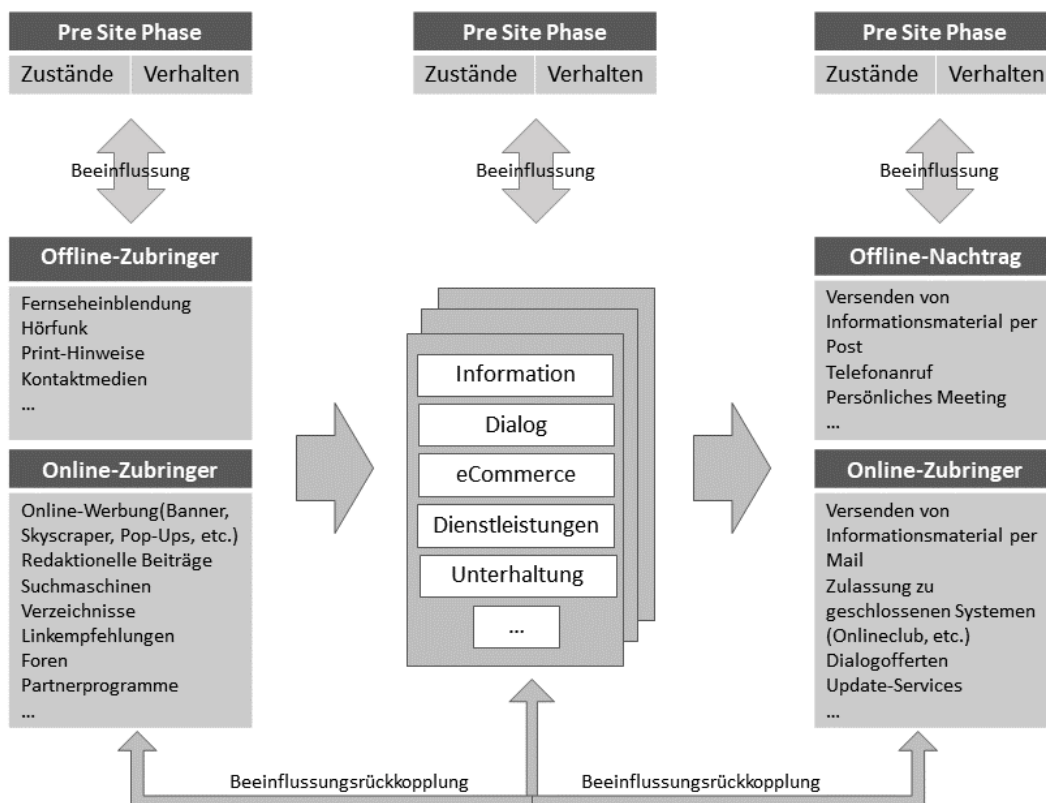 Pre Site Phase
Zustände
Verhalten
Beeinflussung
Offline-Zubringer
Fernseheinblendung
Hörfunk
Print-Hinweise
Kontaktmedien
...
Online-Zubringer
Online-Werbung(Banner,
Skyscraper, Pop-Ups, etc.)
Redaktionelle Beiträge
Suchmaschinen
Verzeichnisse
Linkempfehlungen
Foren
Partnerprogramme
...
Pre Site Phase
Zustände
Verhalten
Beeinflussung
Information
Dialog
eCommerce
Dienstleistungen
Unterhaltung
...
Pre Site Phase
Zustände
Verhalten
Beeinflussung
Offline-Nachtrag
Versenden von
Informationsmaterial per
Post
Telefonanruf
Persönliches Meeting
...
Online-Zubringer
Versenden von
Informationsmaterial per
Mail
Zulassung zu
geschlossenen Systemen
(Onlineclub, etc.)
Dialogofferten
Update-Services
...
Beeinflussungsrückkopplung
Beeinflussungsrückkopplung